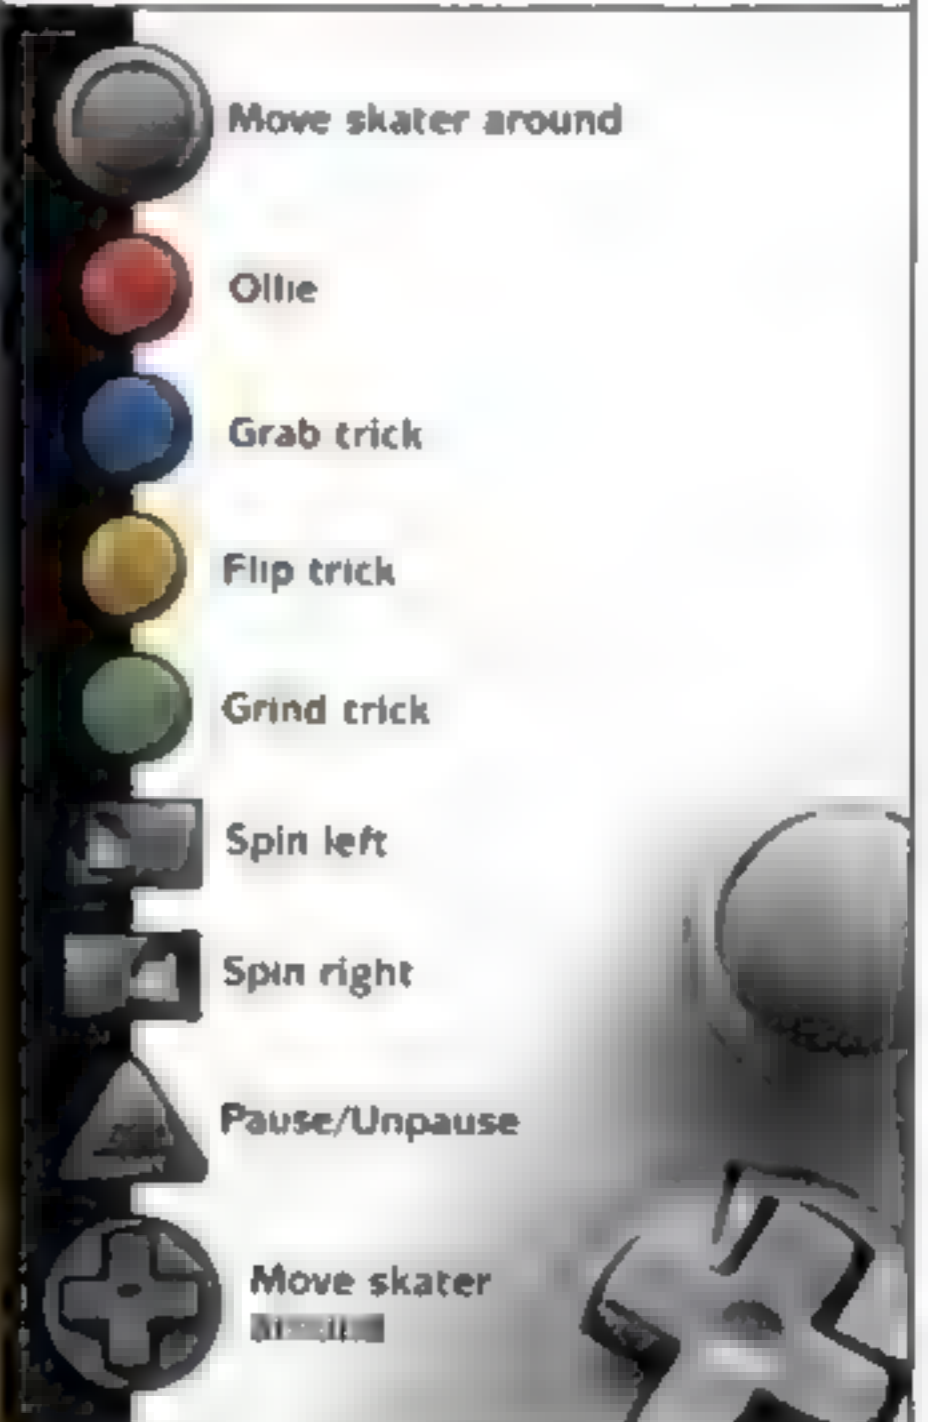 Move skater around
Ollie
Grab trick
Flip trick
Grind trick
Spin left
Spin right
Pause/Unpause
Move skater